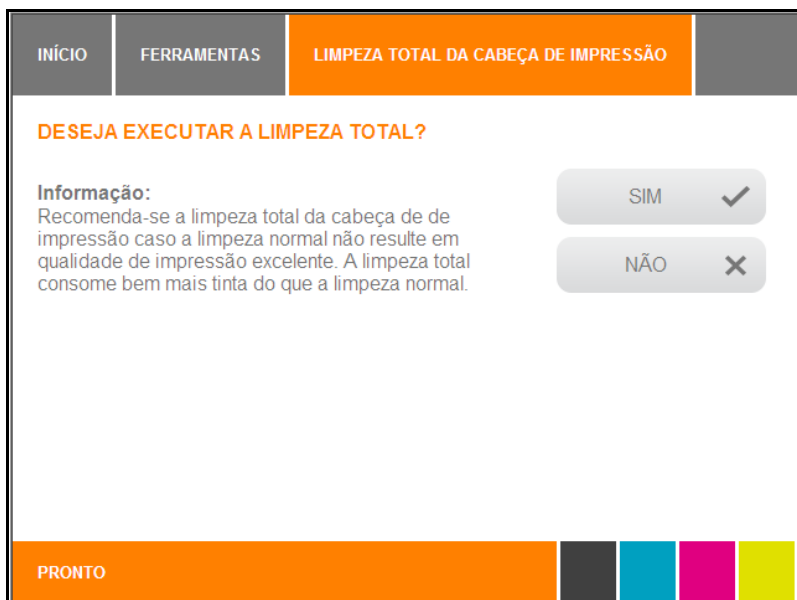 INÍCIO
FERRAMENTAS
LIMPEZA TOTAL DA CABEÇA DE IMPRESSÃO
DESEJA EXECUTAR A LIMPEZA TOTAL?
Informação:
Recomenda-se a limpeza total da cabeça de de
impressão caso a limpeza normal não resulte em
qualidade de impressão excelente. A limpeza total
consome bem mais tinta do que a limpeza normal.
SIM
NÃO
PRONTO